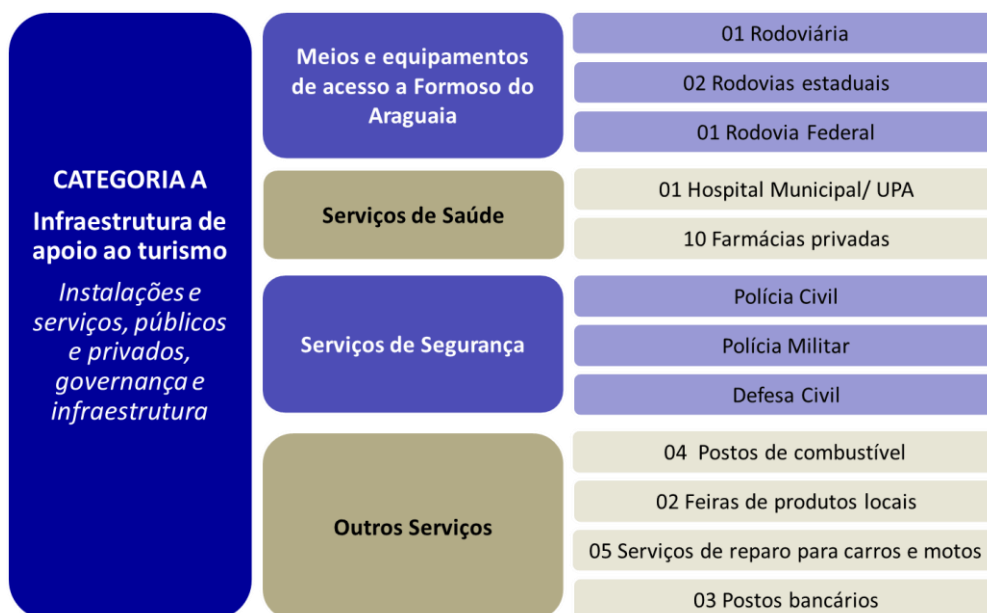 CATEGORIA A
Infraestrutura de
apoio ao turismo
Instalações e
serviços, públicos
e privados,
governança e
infraestrutura
Meios e equipamentos
de acesso a Formoso do
Araguaia
01 Rodoviária
02 Rodovias estaduais
01 Rodovia Federal
Serviços de Saúde
01 Hospital Municipal/ UPA
10 Farmácias privadas
Serviços de Segurança
Polícia Civil
Polícia Militar
Defesa Civil
Outros Serviços
04 Postos de combustível
02 Feiras de produtos locais
05 Serviços de reparo para carros e motos
03 Postos bancários